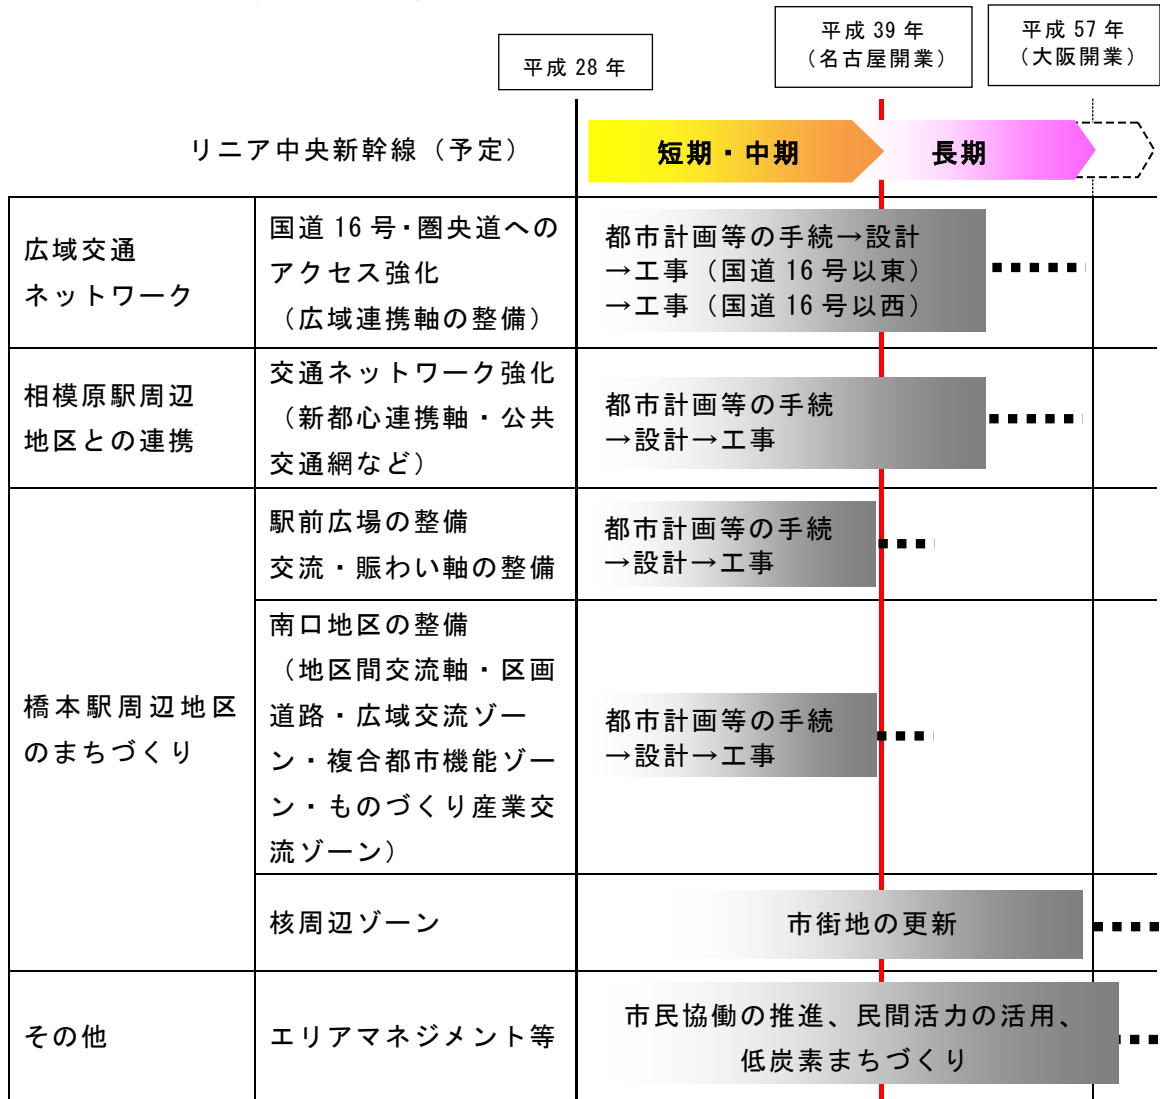 平成 28 年
平成 39 年
（名古屋開業）
平成 57 年
（大阪開業）
リニア中央新幹線（予定）
短期・中期
長期
広域交通
ネットワーク
国道 16 号・圏央道への
アクセス強化
（広域連携軸の整備）
都市計画等の手続→設計
→工事（国道 16 号以東）
→工事（国道 16 号以西）
相模原駅周辺
地区との連携
交通ネットワーク強化
（新都心連携軸・公共
交通網など）
都市計画等の手続
→設計→工事
橋本駅周辺地区
のまちづくり
駅前広場の整備
交流・賑わい軸の整備
都市計画等の手続
→設計→工事
南口地区の整備
（地区間交流軸・区画
道路・広域交流ゾー
ン・複合都市機能ゾー
ン・ものづくり産業交
流ゾーン）
都市計画等の手続
→設計→工事
核周辺ゾーン
市街地の更新
その他
エリアマネジメント等
市民協働の推進、民間活力の活用、
低炭素まちづくり